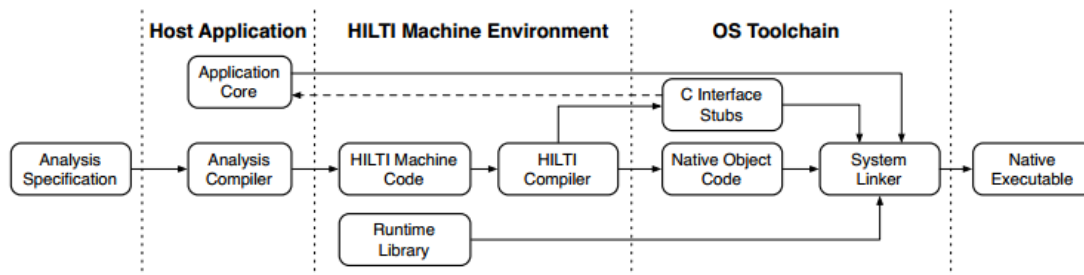 Host Application
HILTI Machine Environment
OS Toolchain
Application
Core
C Interface
Stubs
Analysis
Specification
Analysis
Compiler
HILTI Machine
Code
HILTI
Compiler
Native Object
Code
System
Linker
Native
Executable
Runtime
Library